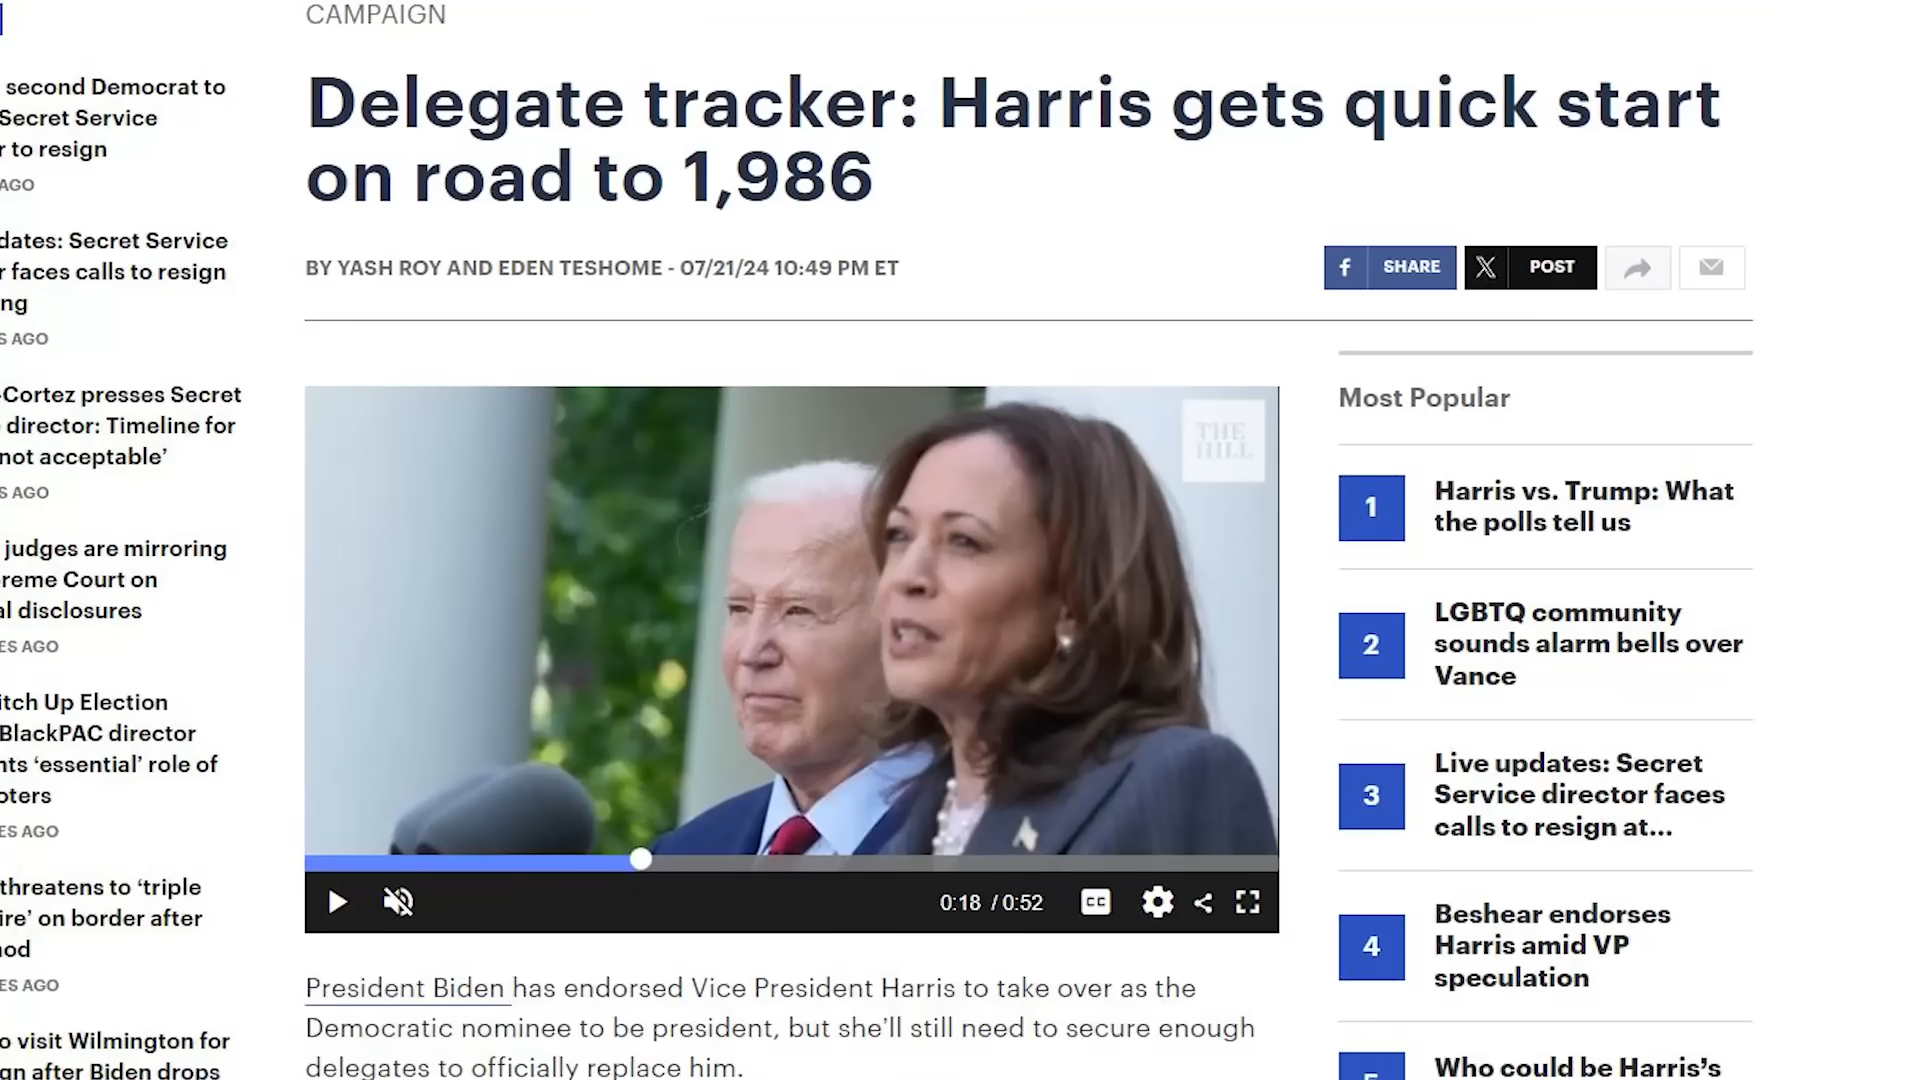 CAMPAIGN
Delegate tracker: Harris gets quick start
on road to 1,986
BY YASH ROY AND EDEN TESHOME - 07/21/24 10:49 PM ET
f SHARE
X POST
second Democrat to
Secret Service
r to resign
AGO
dates: Secret Service
r faces calls to resign
ng
S AGO
-Cortez presses Secret
director: Timeline for
not acceptable’
S AGO
judges are mirroring
reme Court on
al disclosures
ES AGO
itch Up Election
BlackPAC director
nts ‘essential’ role of
oters
ES AGO
threatens to ‘triple
ire’ on border after
nod
ES AGO
o visit Wilmington for
gn after Biden drops
THE
HILL
0:18 / 0:52
CC
President Biden has endorsed Vice President Harris to take over as the
Democratic nominee to be president, but she’ll still need to secure enough
delegates to officially replace him.
Most Popular
1
Harris vs. Trump: What
the polls tell us
2
LGBTQ community
sounds alarm bells over
Vance
3
Live updates: Secret
Service director faces
calls to resign at...
4
Beshear endorses
Harris amid VP
speculation
5
Who could be Harris’s